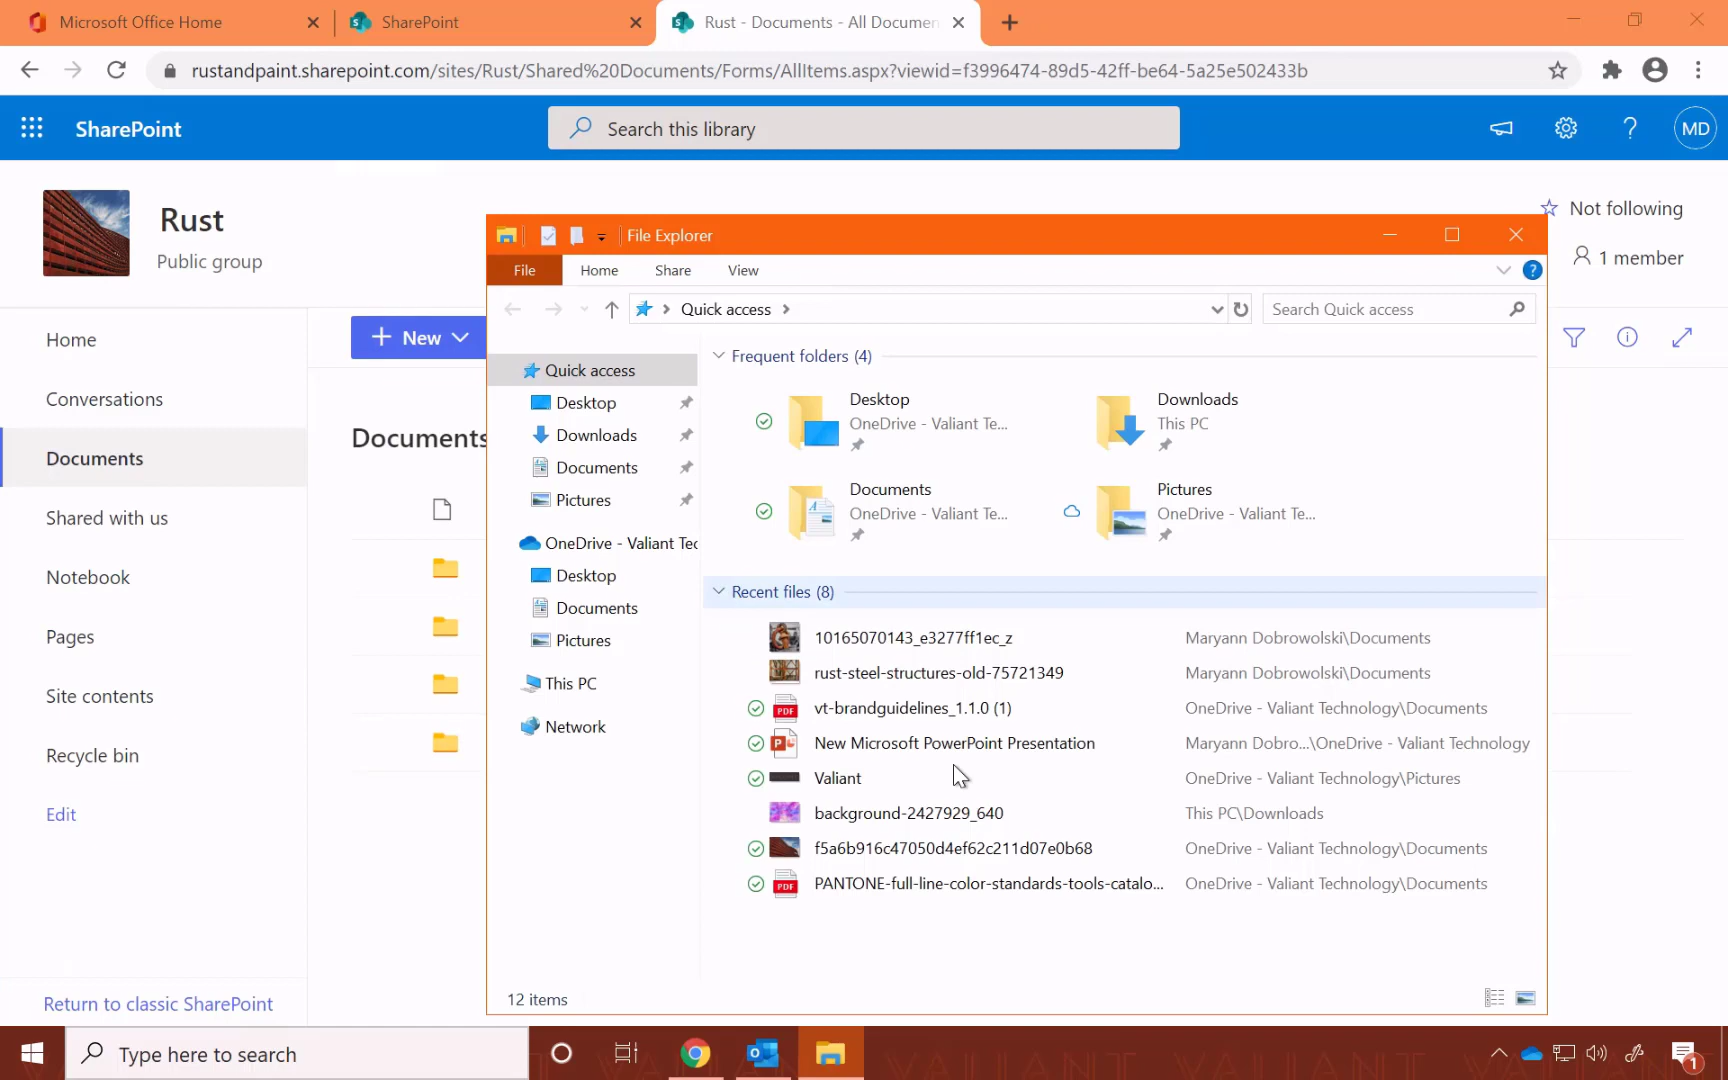 Microsoft Office Home
SharePoint
Rust - Documents - All Documen
rustandpaint.sharepoint.com/sites/Rust/Shared%20Documents/Forms/AllItems.aspx?viewid=f3996474-89d5-42ff-be64-5a25e502433b
SharePoint
Search this library
?
MD
Rust
Public group
Not following
1 member
Home
Conversations
Documents
Shared with us
Notebook
Pages
Site contents
Recycle bin
Edit
Return to classic SharePoint
+ New
Documents
File Explorer
File
Home
Share
View
?
Quick access
Search Quick access
Quick access
Desktop
Downloads
Documents
Pictures
OneDrive - Valiant Tec
Desktop
Documents
Pictures
This PC
Network
Frequent folders (4)
Desktop
OneDrive - Valiant Te...
Downloads
This PC
Documents
OneDrive - Valiant Te...
Pictures
OneDrive - Valiant Te...
Recent files (8)
10165070143_e3277ff1ec_z
Maryann Dobrowolski\Documents
rust-steel-structures-old-75721349
Maryann Dobrowolski\Documents
PDF
vt-brandguidelines_1.1.0 (1)
OneDrive - Valiant Technology\Documents
New Microsoft PowerPoint Presentation
Maryann Dobro...\OneDrive - Valiant Technology
Valiant
OneDrive - Valiant Technology\Pictures
background-2427929_640
This PC\Downloads
f5a6b916c47050d4ef62c211d07e0b68
OneDrive - Valiant Technology\Documents
PDF
PANTONE-full-line-color-standards-tools-catalo...
OneDrive - Valiant Technology\Documents
12 items
Type here to search
VALIANT
1